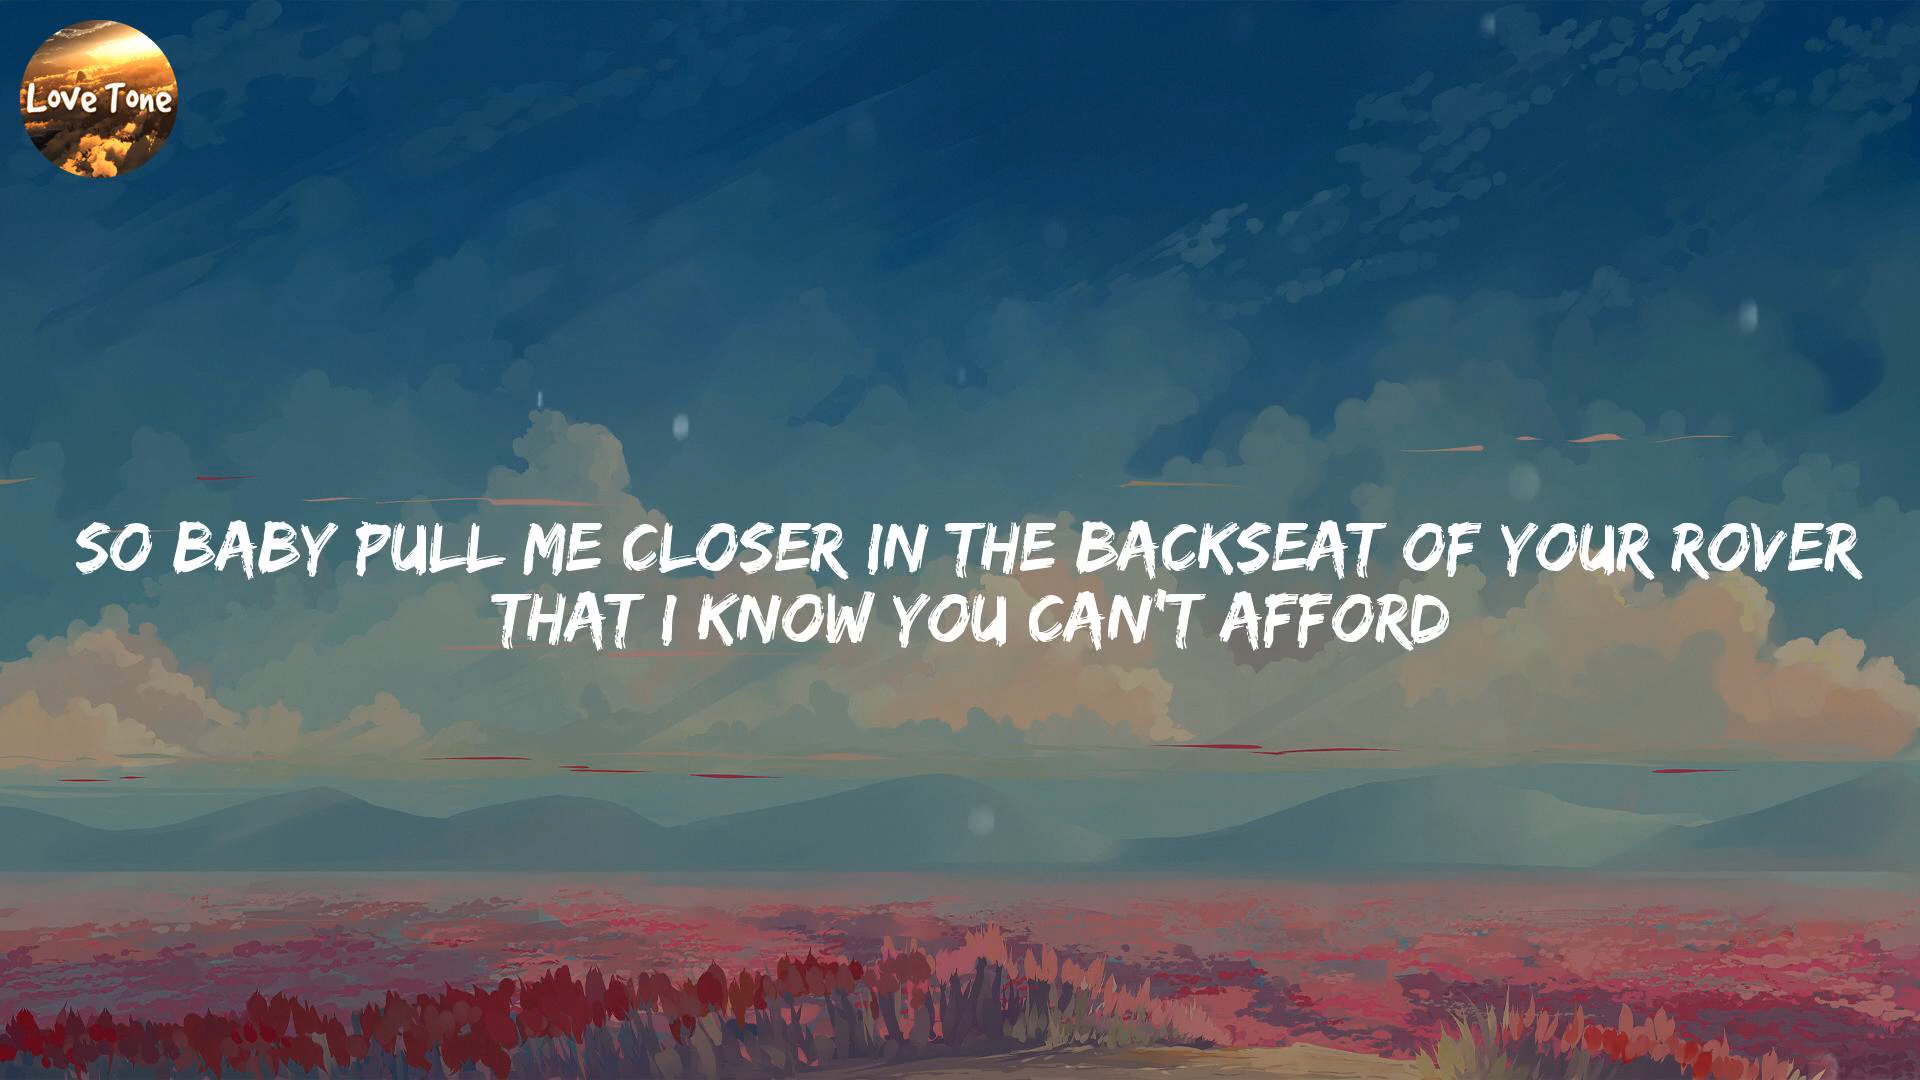 Love Tone
SO BABY PULL ME CLOSER IN THE BACKSEAT OF YOUR ROVER
THAT I KNOW YOU CAN'T AFFORD